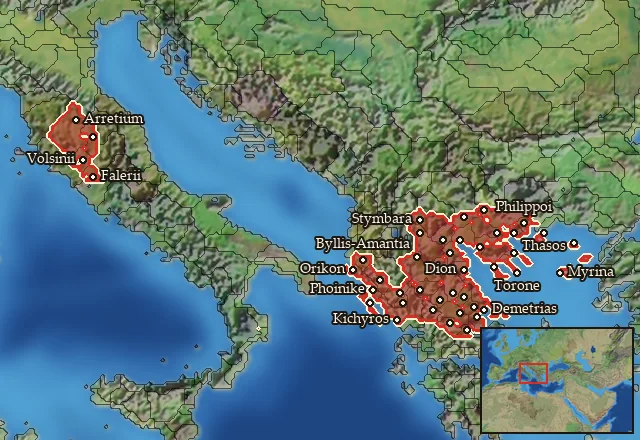 Arretium
Volsinii
Falerii
Stymbara
Philippoi
Byllis-Amantia
Thasos
Orikon
Dion
Myrina
Phoinike
Torone
Demetrias
Kichyros